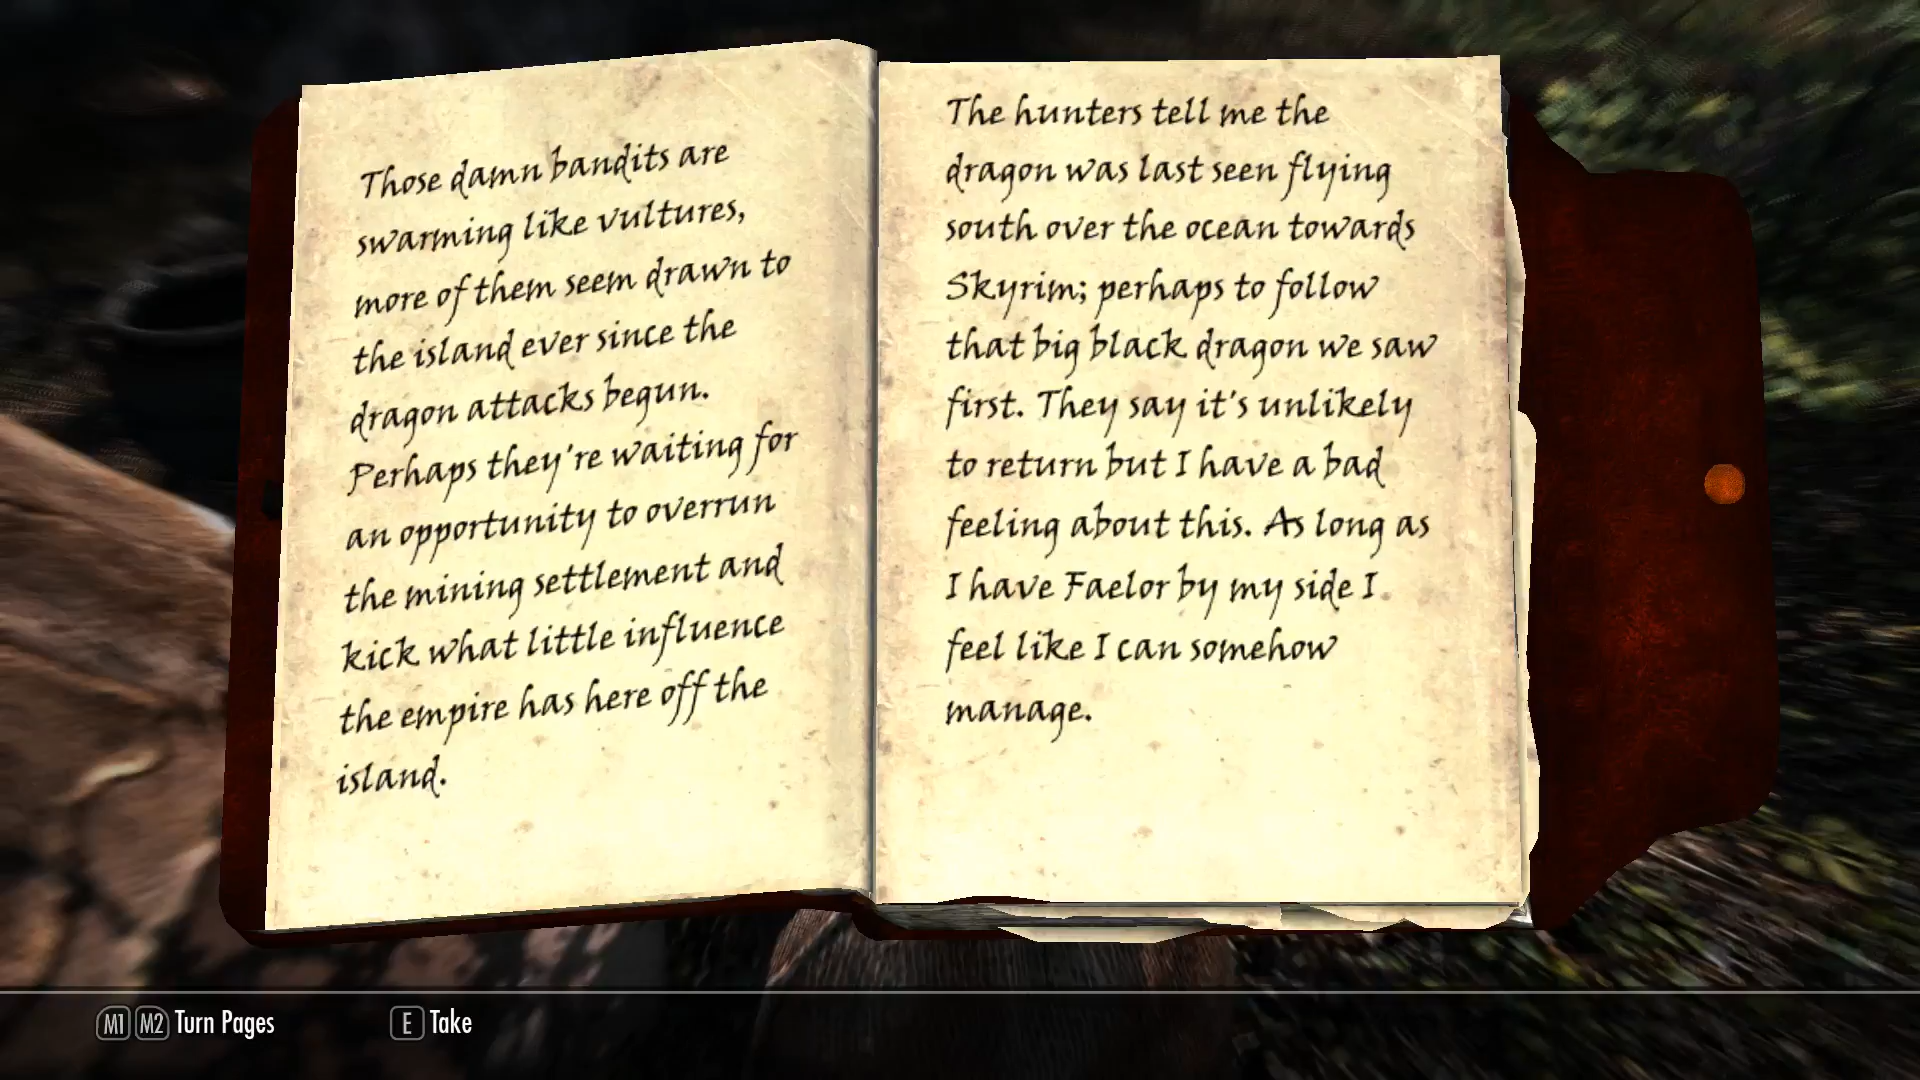 Those damn bandits are
swarming like vultures,
more of them seem drawn to
the island ever since the
dragon attacks begun.
Perhaps they're waiting for
an opportunity to overrun
the mining settlement and
kick what little influence
the empire has here off the
island.
The hunters tell me the
dragon was last seen flying
south over the ocean towards
Skyrim; perhaps to follow
that big black dragon we saw
first. They say it's unlikely
to return but I have a bad
feeling about this. As long as
I have Faelor by my side I
feel like I can somehow
manage.
M1 M2 Turn Pages
E Take